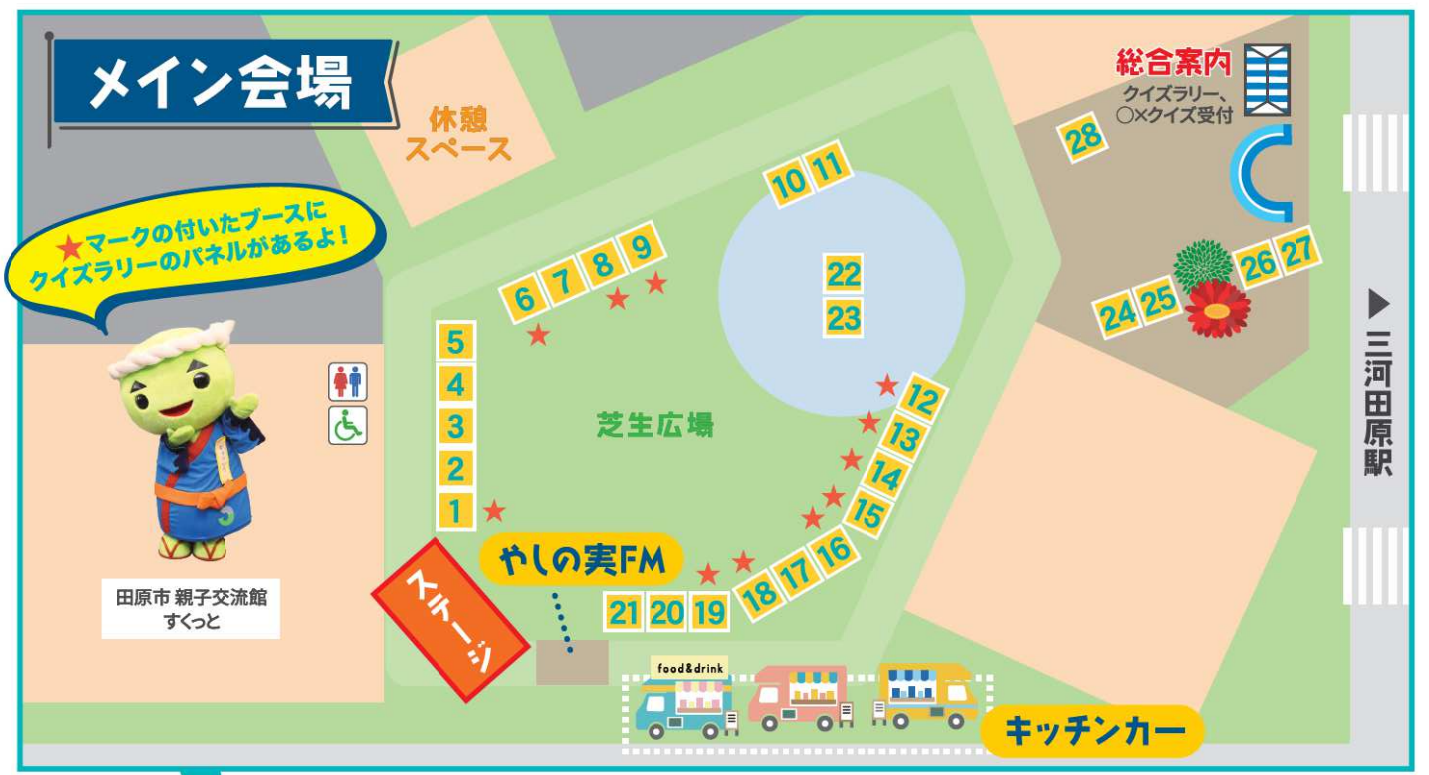 メイン会場
休憩
スペース
総合案内
クイズラリー、
○×クイズ受付
★マークの付いたブースに
クイズラリーのパネルがあるよ!
28
10 11
6 7 8 9
22
23
26 27
24 25
▶三河田原駅
5
4
3
2
1
芝生広場
12
13
14
15
16
17
18
19
20
21
やしの実FM
ステージ
田原市 親子交流館
すくっと
food&drink
キッチンカー